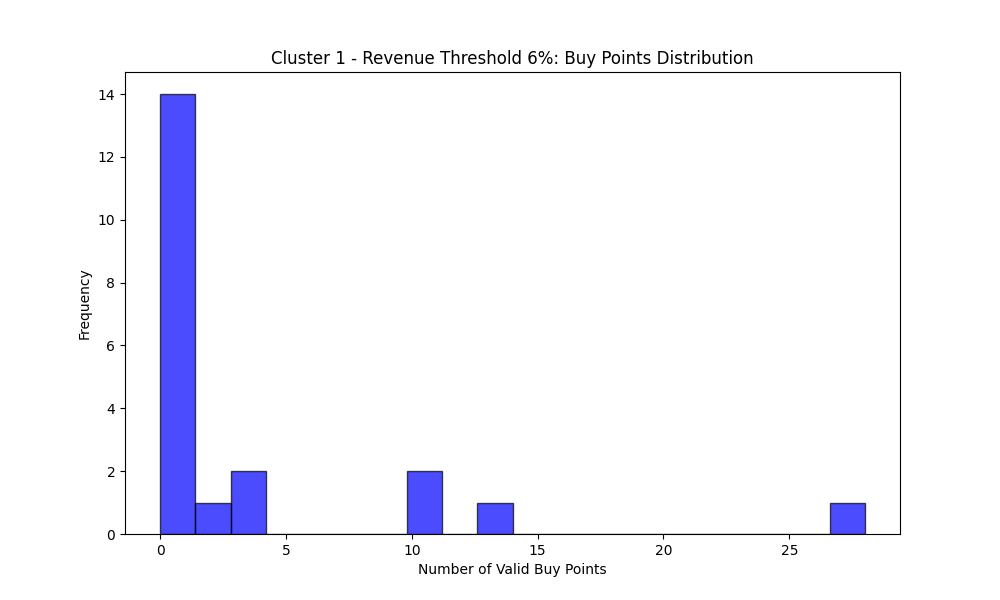 Cluster 1 - Revenue Threshold 6%: Buy Points Distribution
14
12
10
8
6
4
2
0
Frequency
0 5 10 15 20 25
Number of Valid Buy Points